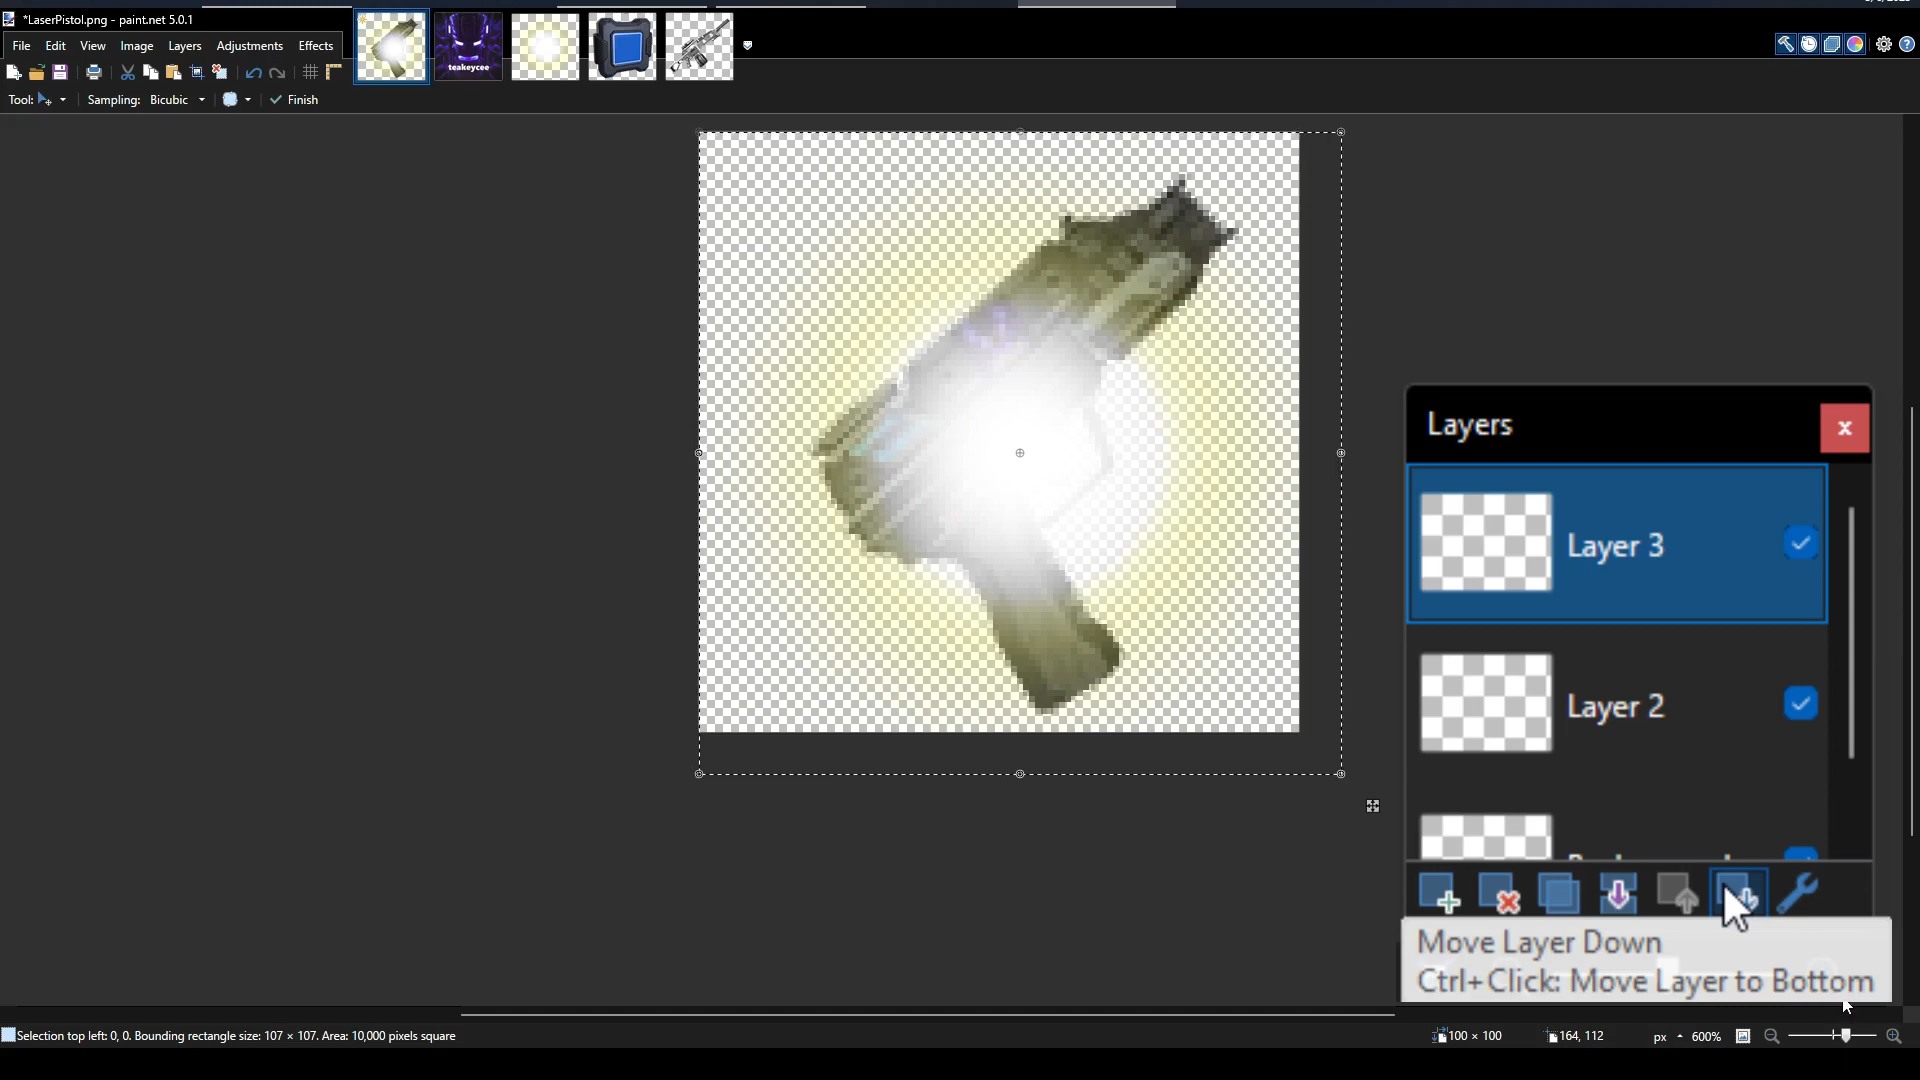 *LaserPistol.png - paint.net 5.0.1
File Edit View Image Layers Adjustments Effects
teakeycee
Tool: Sampling: Bicubic Finish
Layers
x
Layer 3
Layer 2
Move Layer Down
Ctrl+Click: Move Layer to Bottom
Selection top left: 0, 0. Bounding rectangle size: 107 × 107. Area: 10,000 pixels square
100 × 100
164, 112
px
600%